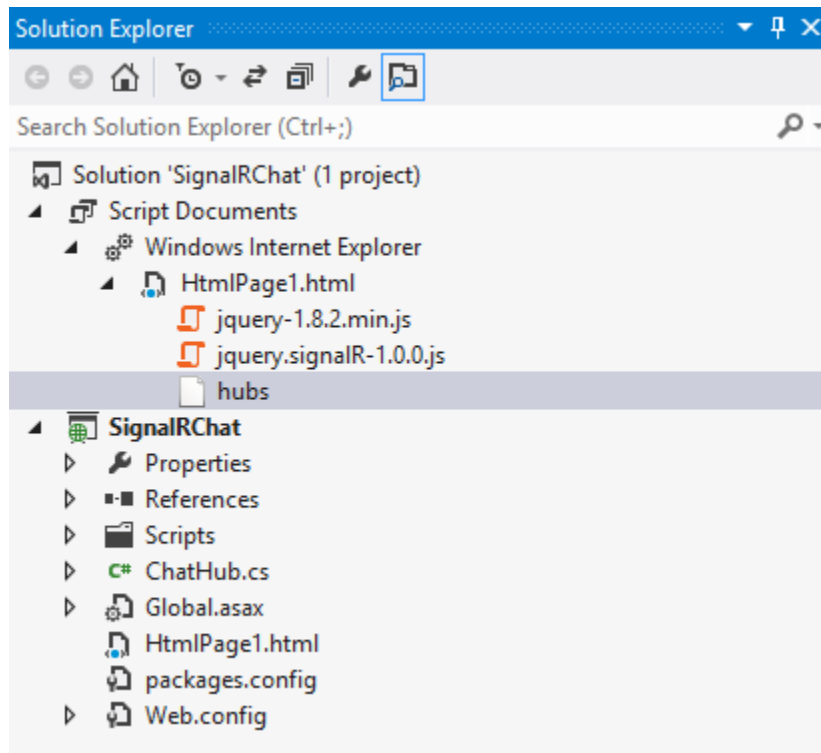 Solution Explorer
Search Solution Explorer (Ctrl+;)
Solution 'SignalRChat' (1 project)
Script Documents
Windows Internet Explorer
HtmlPage1.html
jquery-1.8.2.min.js
jquery.signalR-1.0.0.js
hubs
SignalRChat
Properties
References
Scripts
C# ChatHub.cs
Global.asax
HtmlPage1.html
packages.config
Web.config